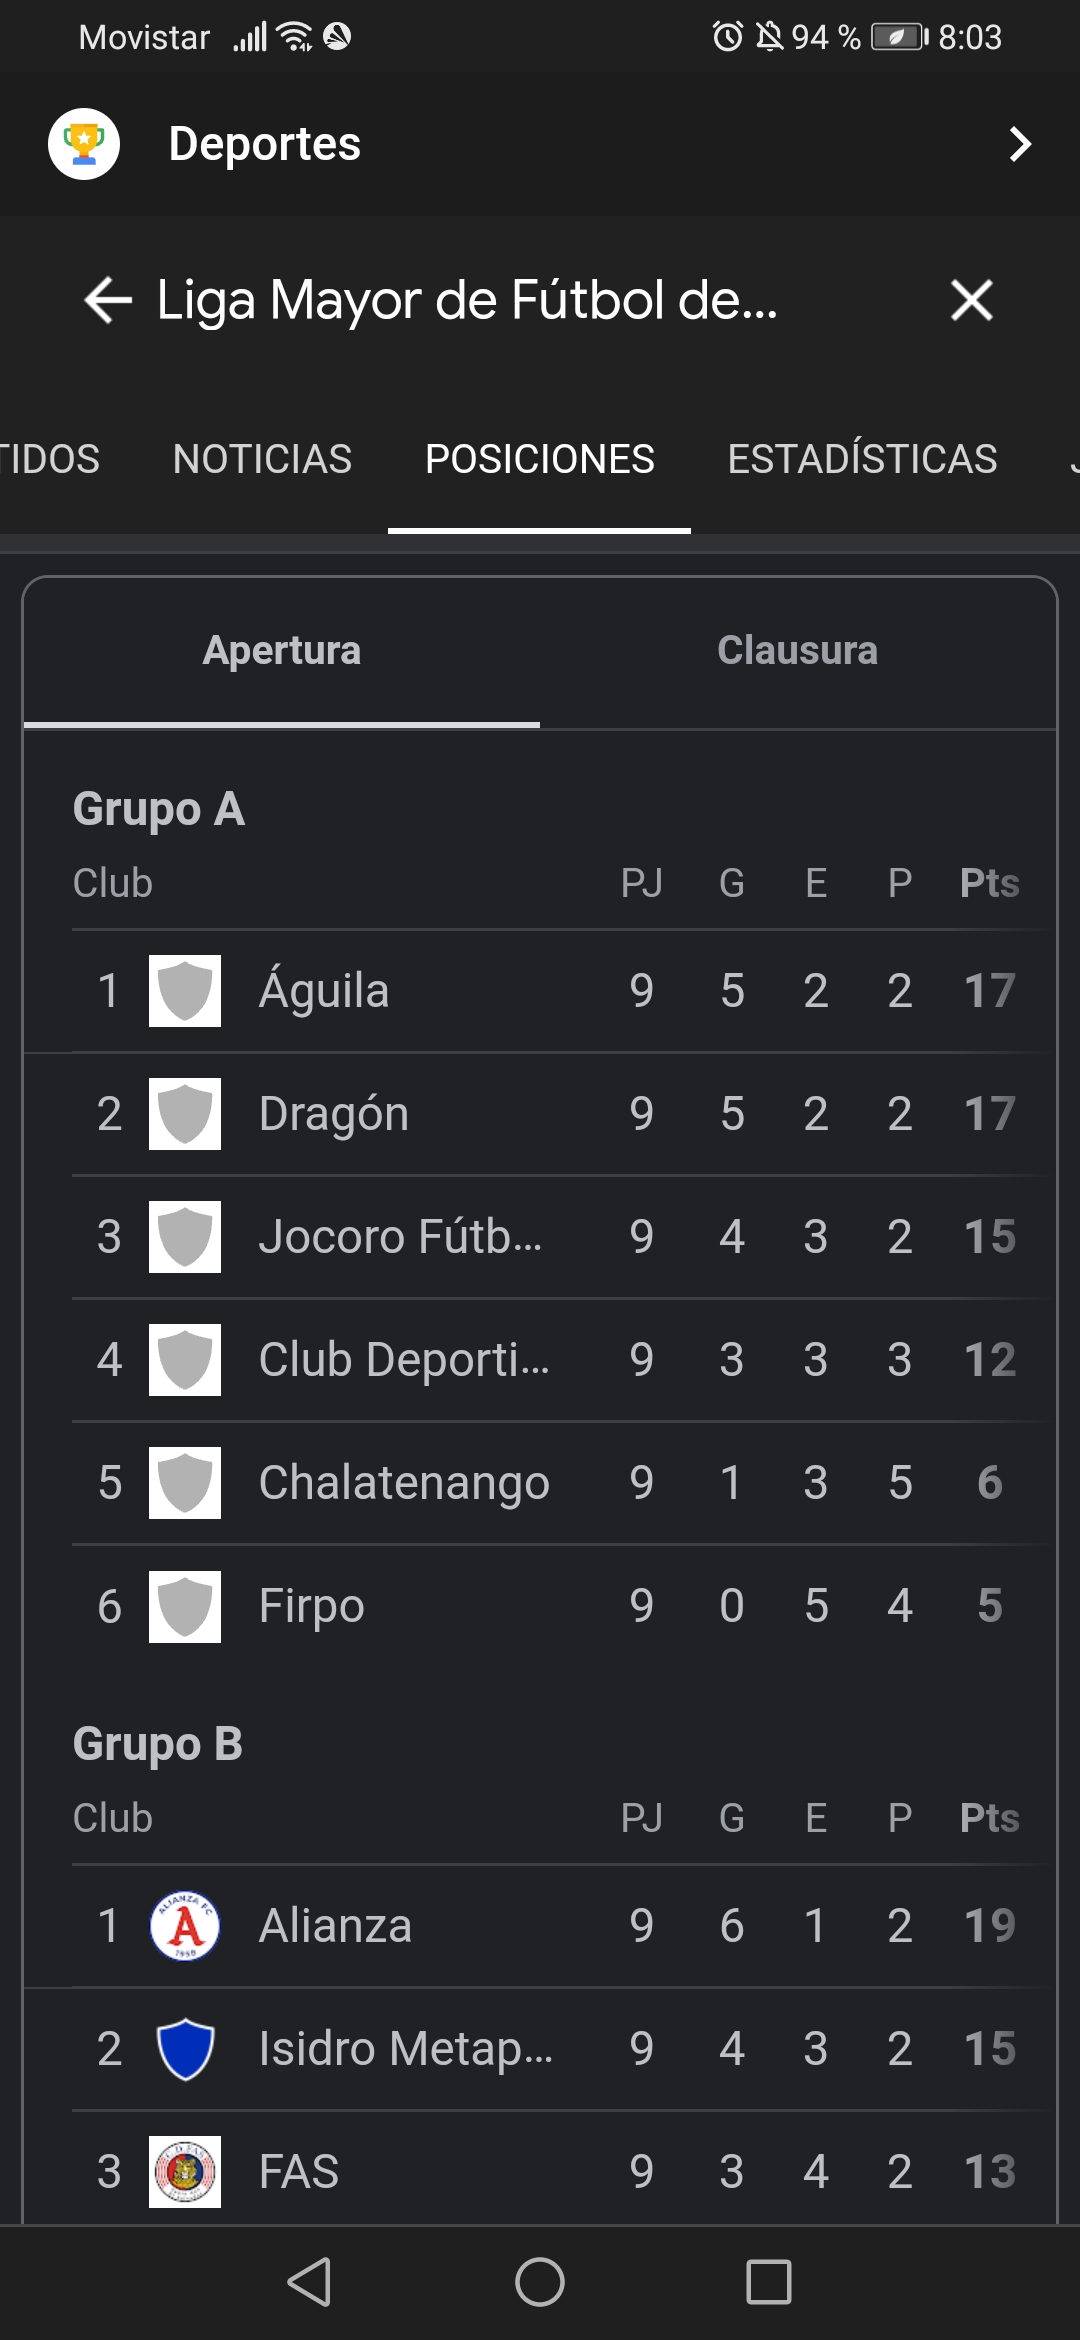 Movistar 94 % 8:03
Deportes
Liga Mayor de Fútbol de...
TIDOS NOTICIAS POSICIONES ESTADÍSTICAS
Apertura Clausura
Grupo A
Club PJ G E P Pts
1 Águila 9 5 2 2 17
2 Dragón 9 5 2 2 17
3 Jocoro Fútb... 9 4 3 2 15
4 Club Deporti... 9 3 3 3 12
5 Chalatenango 9 1 3 5 6
6 Firpo 9 0 5 4 5
Grupo B
Club PJ G E P Pts
1 ALIANZA FC A 1958 Alianza 9 6 1 2 19
2 Isidro Metap... 9 4 3 2 15
3 C.D. FAS FAS 9 3 4 2 13